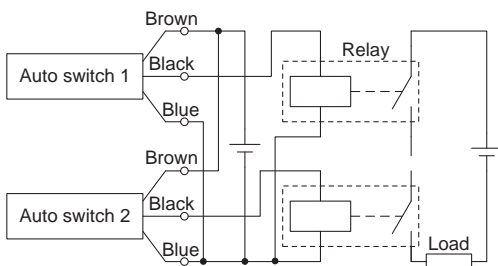 Brown
Auto switch 1
Black
Blue
Relay
Brown
Auto switch 2
Black
Blue
Load